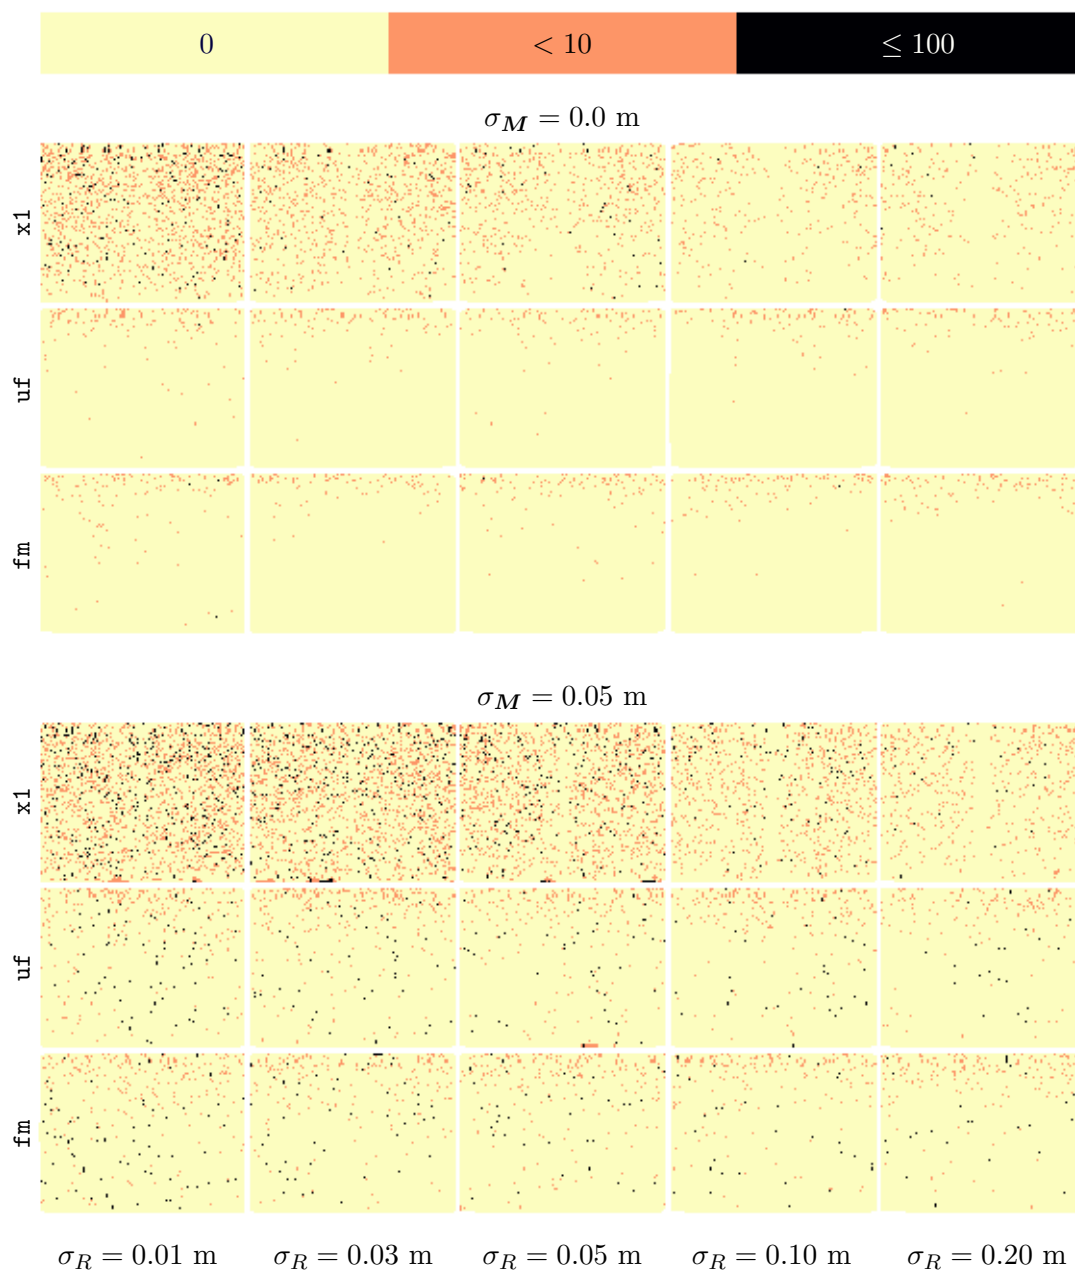 0 < 10 ≤ 100
σ_M = 0.0 m
x1
uf
fm
σ_M = 0.05 m
x1
uf
fm
σ_R = 0.01 m σ_R = 0.03 m σ_R = 0.05 m σ_R = 0.10 m σ_R = 0.20 m